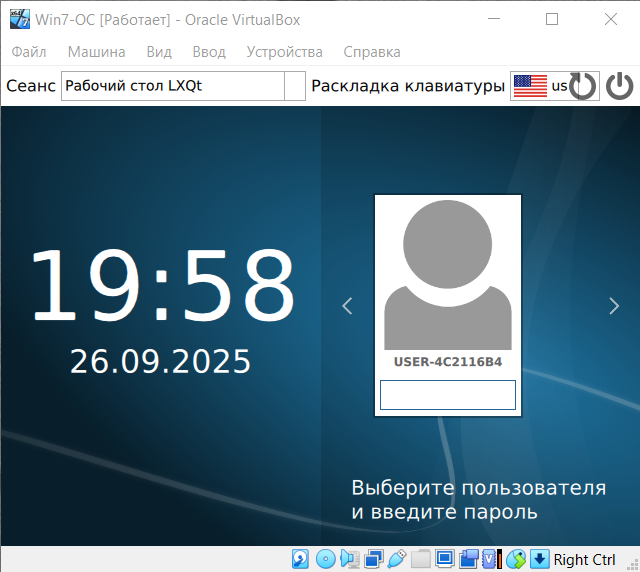 Win7-ОС [Работает] - Oracle VirtualBox
Файл Машина Вид Ввод Устройства Справка
Сеанс Рабочий стол LXQt Раскладка клавиатуры us
19:58
26.09.2025
USER-4C2116B4
Выберите пользователя
и введите пароль
Right Ctrl